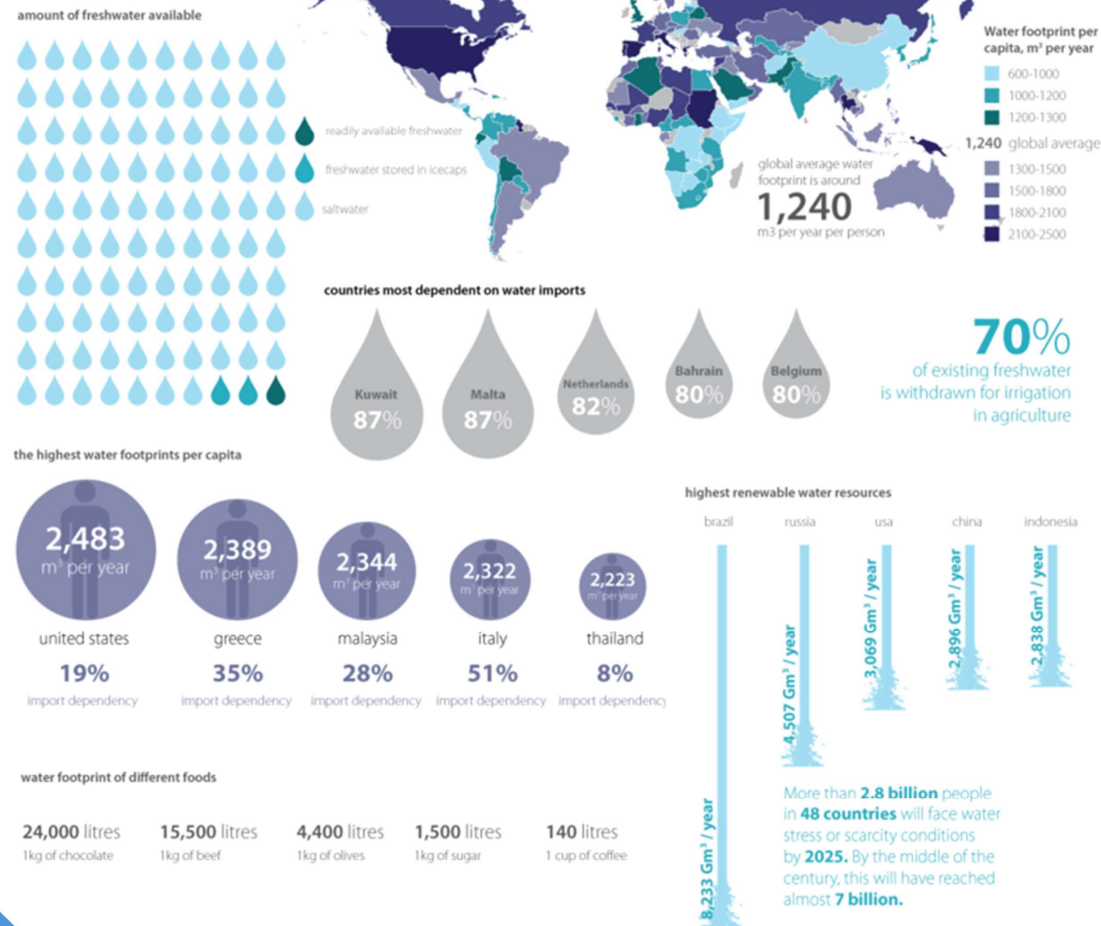 amount of freshwater available
readily available freshwater
freshwater stored in icecaps
saltwater
Water footprint per
capita, m³ per year
600-1000
1000-1200
1200-1300
1,240 global average
1300-1500
1500-1800
1800-2100
2100-2500
global average water
footprint is around
1,240
m3 per year per person
countries most dependent on water imports
Kuwait
87%
Malta
87%
Netherlands
82%
Bahrain
80%
Belgium
80%
70%
of existing freshwater
is withdrawn for irrigation
in agriculture
the highest water footprints per capita
2,483
m³ per year
united states
19%
import dependency
2,389
m³ per year
greece
35%
import dependency
2,344
m³ per year
malaysia
28%
import dependency
2,322
m³ per year
italy
51%
import dependency
2,223
m³ per year
thailand
8%
import dependency
highest renewable water resources
brazil
8,233 Gm³ / year
russia
4,507 Gm³ / year
usa
3,069 Gm³ / year
china
2,896 Gm³ / year
indonesia
2,838 Gm³ / year
More than 2.8 billion people
in 48 countries will face water
stress or scarcity conditions
by 2025. By the middle of the
century, this will have reached
almost 7 billion.
water footprint of different foods
24,000 litres
1kg of chocolate
15,500 litres
1kg of beef
4,400 litres
1kg of olives
1,500 litres
1kg of sugar
140 litres
1 cup of coffee